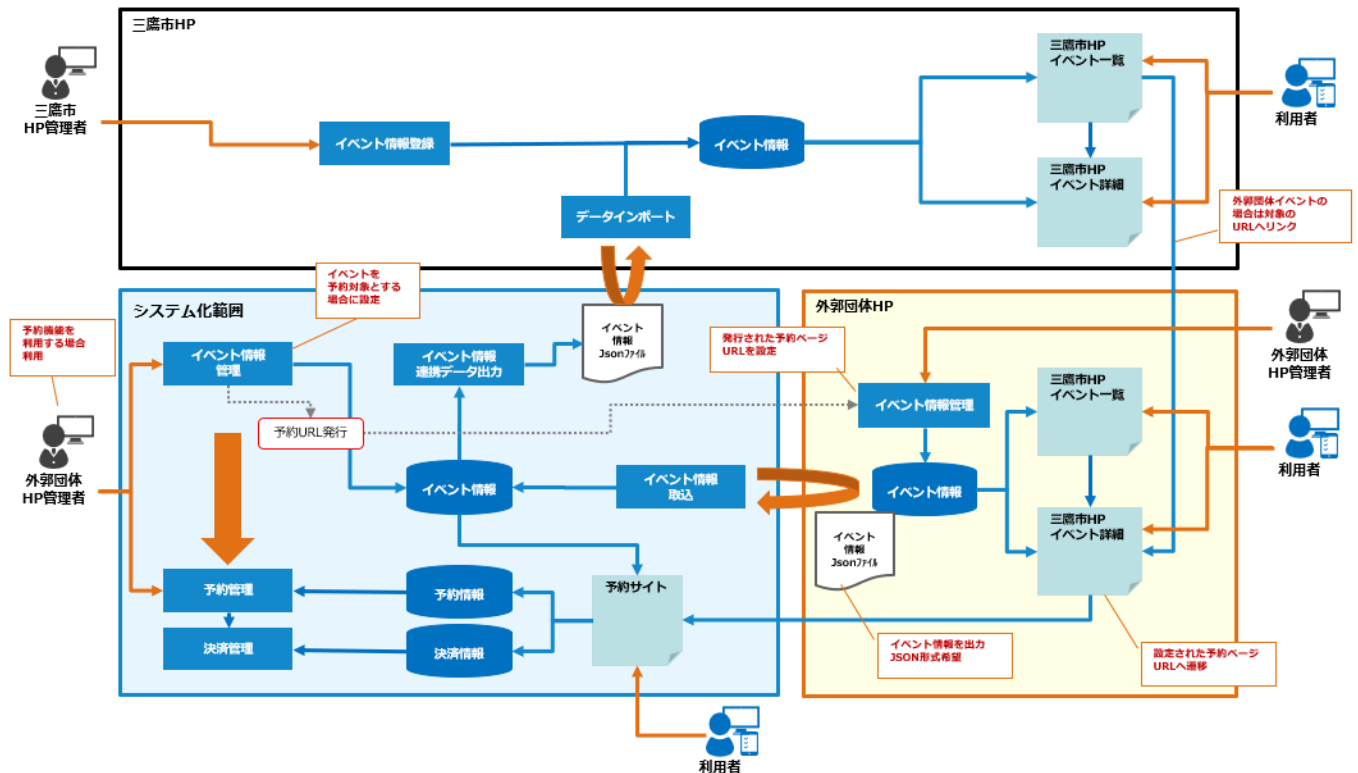 三鷹市HP
三鷹市
HP管理者
イベント情報登録
イベント情報
データインポート
三鷹市HP
イベント一覧
三鷹市HP
イベント詳細
利用者
外郭団体イベントの
場合は対象の
URLへリンク
イベントを
予約対象とする
場合に設定
システム化範囲
予約機能を
利用する場合
利用
外郭団体
HP管理者
イベント情報
管理
予約URL発行
イベント情報
連携データ出力
イベント
情報
Jsonファイル
イベント情報
イベント情報
取込
予約管理
決済管理
予約情報
決済情報
予約サイト
利用者
外郭団体HP
発行された予約ページ
URLを設定
イベント情報管理
イベント情報
イベント
情報
Jsonファイル
三鷹市HP
イベント一覧
三鷹市HP
イベント詳細
イベント情報を出力
JSON形式希望
設定された予約ページ
URLへ遷移
外郭団体
HP管理者
利用者